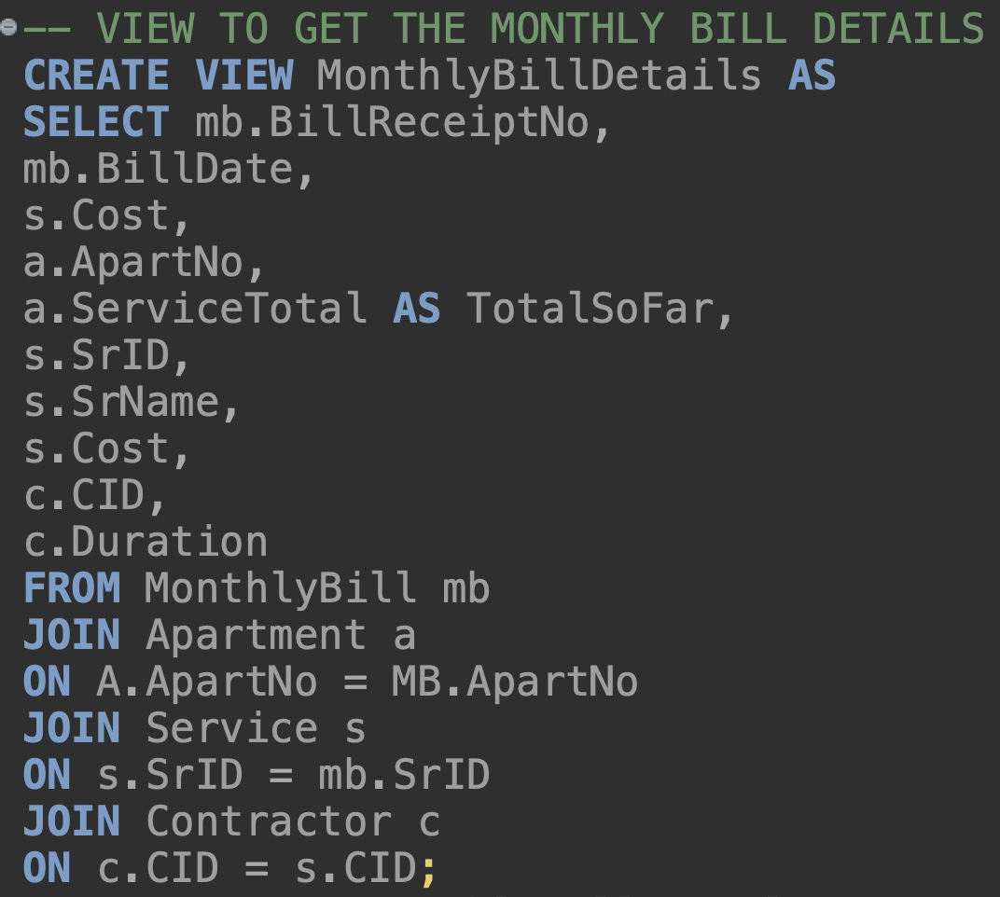 -- VIEW TO GET THE MONTHLY BILL DETAILS
CREATE VIEW MonthlyBillDetails AS
SELECT mb.BillReceiptNo,
mb.BillDate,
s.Cost,
a.ApartNo,
a.ServiceTotal AS TotalSoFar,
s.SrID,
s.SrName,
s.Cost,
c.CID,
c.Duration
FROM MonthlyBill mb
JOIN Apartment a
ON A.ApartNo = MB.ApartNo
JOIN Service s
ON s.SrID = mb.SrID
JOIN Contractor c
ON c.CID = s.CID;